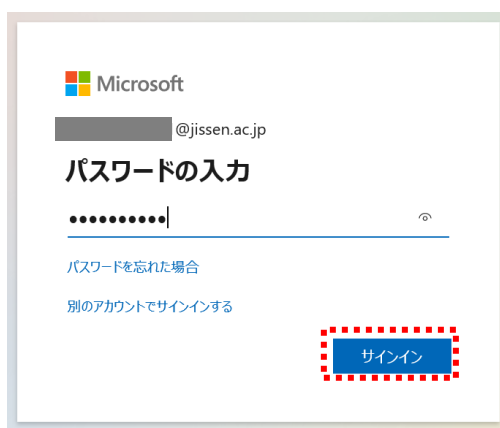 Microsoft
@jissen.ac.jp
パスワードの入力
••••••••••
パスワードを忘れた場合
別のアカウントでサインインする
サインイン